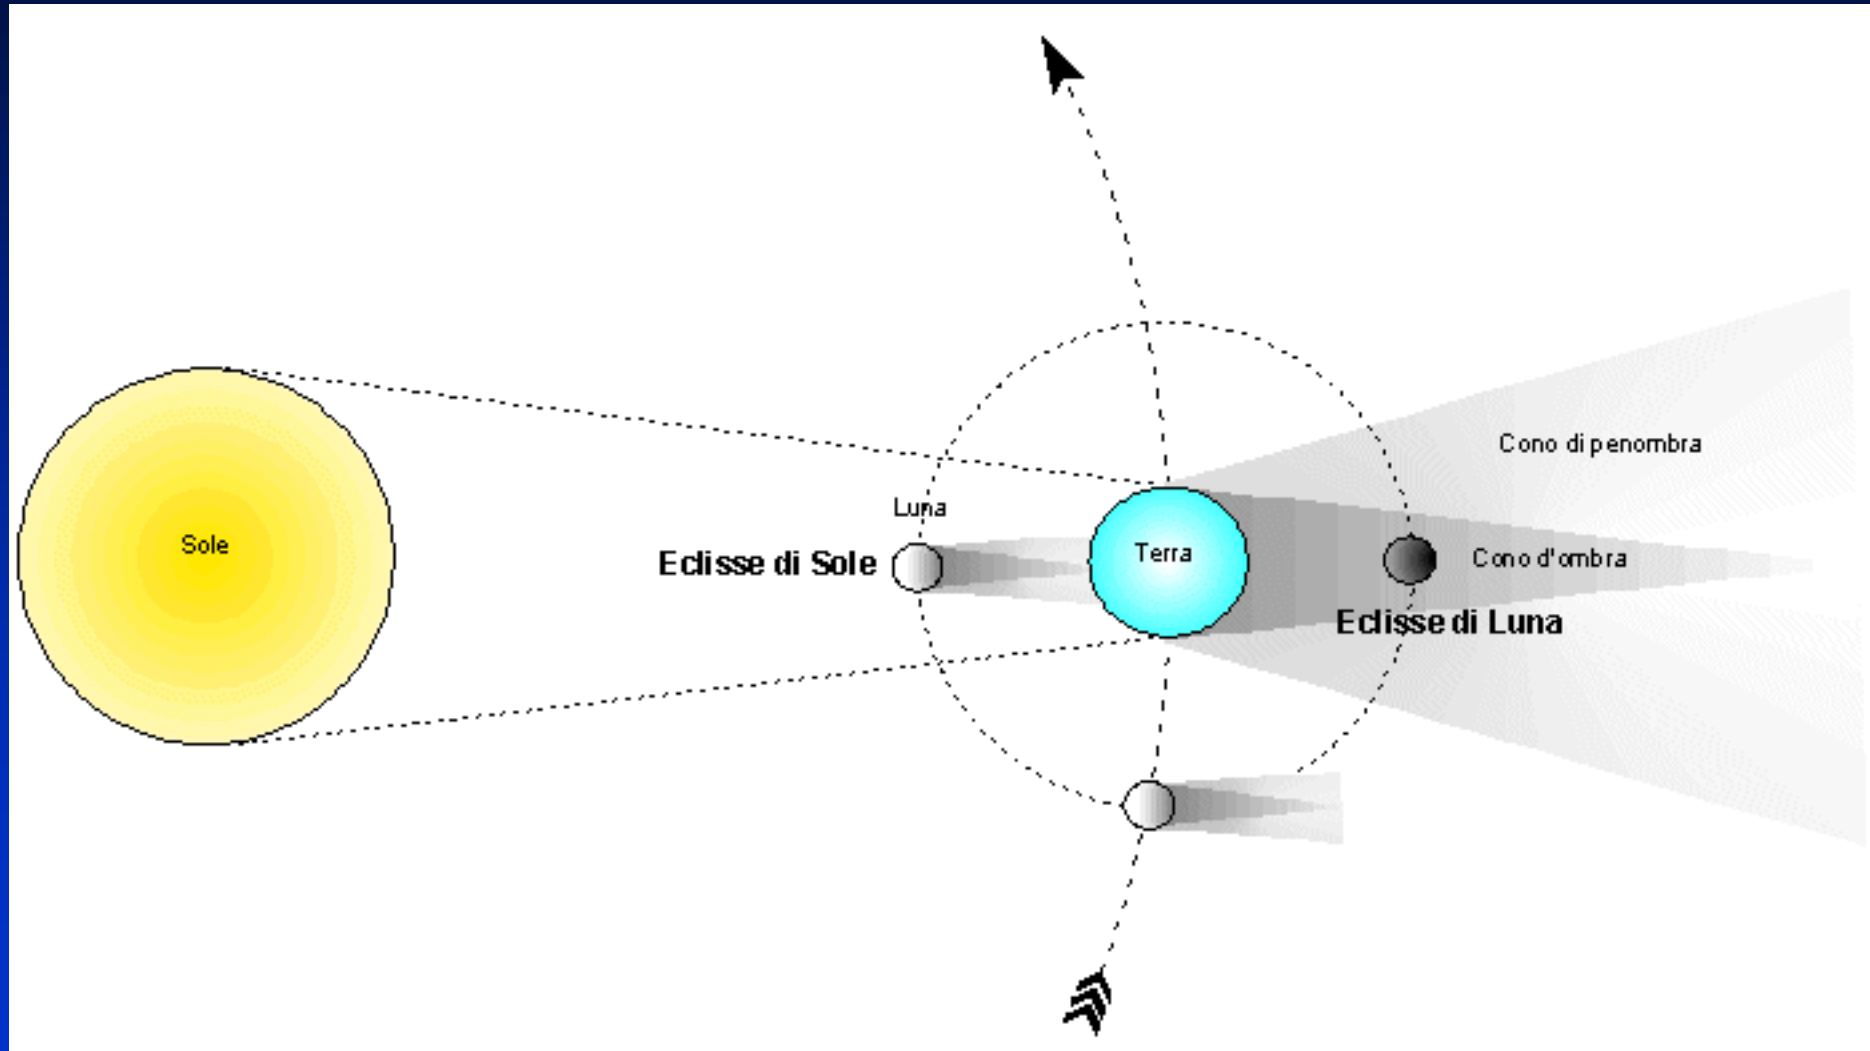 Cono di penombra
Luna
Sole
Eclisse di Sole
Terra
Cono d'ombra
Eclisse di Luna